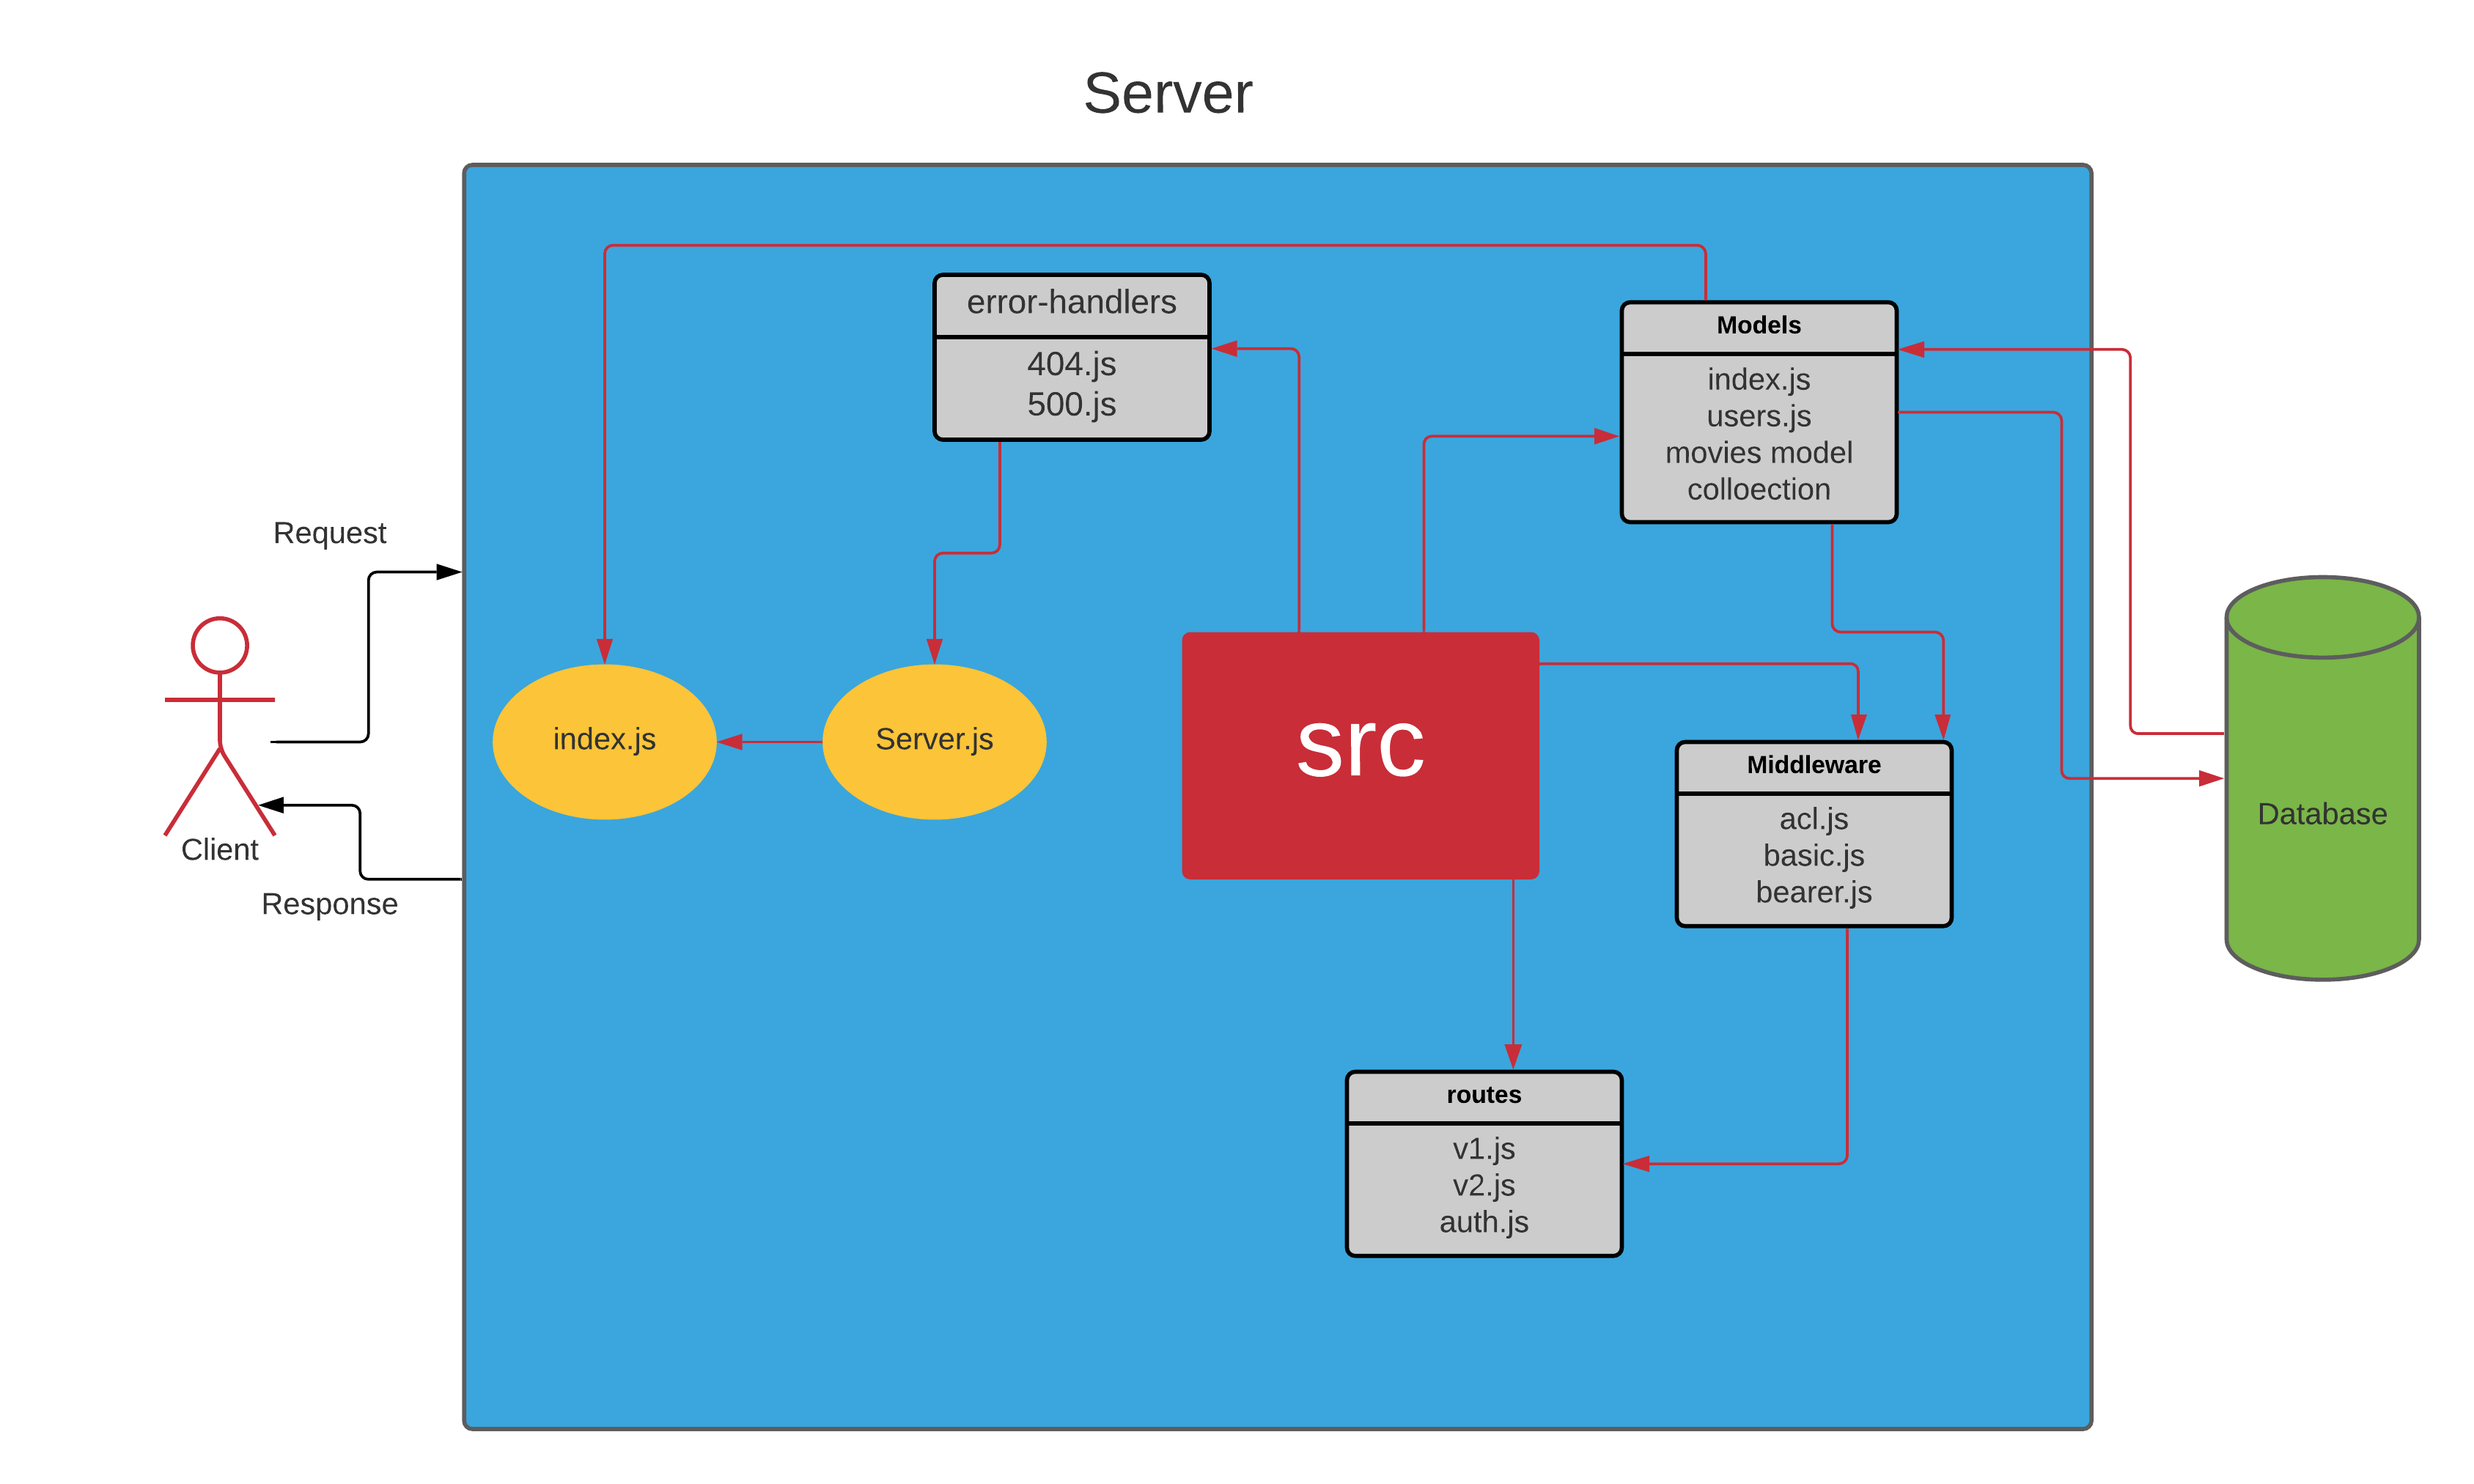 Server
error-handlers
404.js
500.js
Models
index.js
users.js
movies model
colloection
Request
index.js
Server.js
src
Middleware
acl.js
basic.js
bearer.js
Database
Client
Response
routes
v1.js
v2.js
auth.js